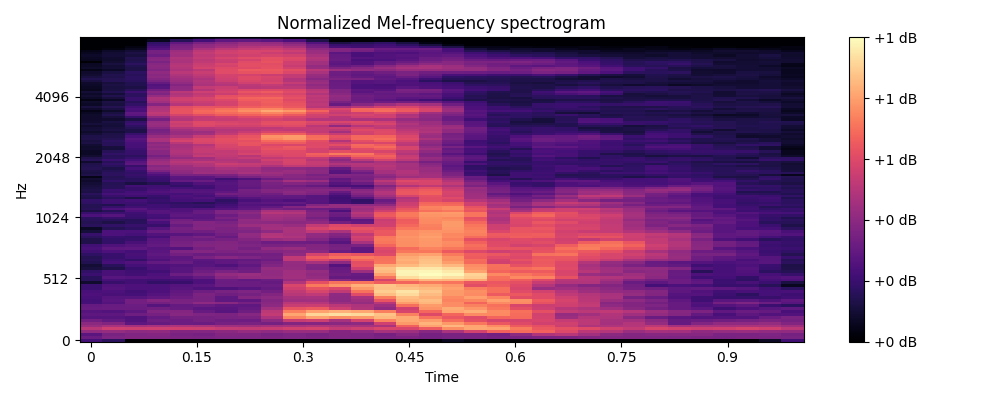 Normalized Mel-frequency spectrogram
+1 dB
4096
+1 dB
2048
+1 dB
Hz
1024
+0 dB
512
+0 dB
0
+0 dB
0 0.15 0.3 0.45 0.6 0.75 0.9
Time